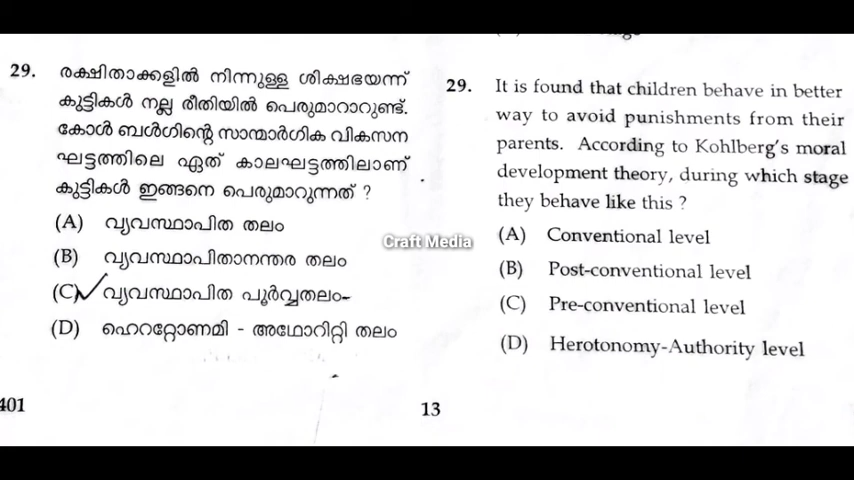 29. രക്ഷിതാക്കളിൽ നിന്നുള്ള ശിക്ഷഭയന്ന്
കുട്ടികൾ നല്ല രീതിയിൽ പെരുമാറാറുണ്ട്.
കോൾ ബൾഗിന്റെ സാന്മാർഗിക വികസന
ഘട്ടത്തിലെ ഏത് കാലഘട്ടത്തിലാണ്
കുട്ടികൾ ഇങ്ങനെ പെരുമാറുന്നത് ?
(A) വ്യവസ്ഥാപിത തലം
(B) വ്യവസ്ഥാപിതാനന്തര തലം
(C) വ്യവസ്ഥാപിത പൂർവ്വതലം
(D) ഹെററ്റോണമി - അഥോറിറ്റി തലം
401
29. It is found that children behave in better
way to avoid punishments from their
parents. According to Kohlberg's moral
development theory, during which stage
they behave like this ?
(A) Conventional level
(B) Post-conventional level
(C) Pre-conventional level
(D) Herotonomy-Authority level
13
Craft Media